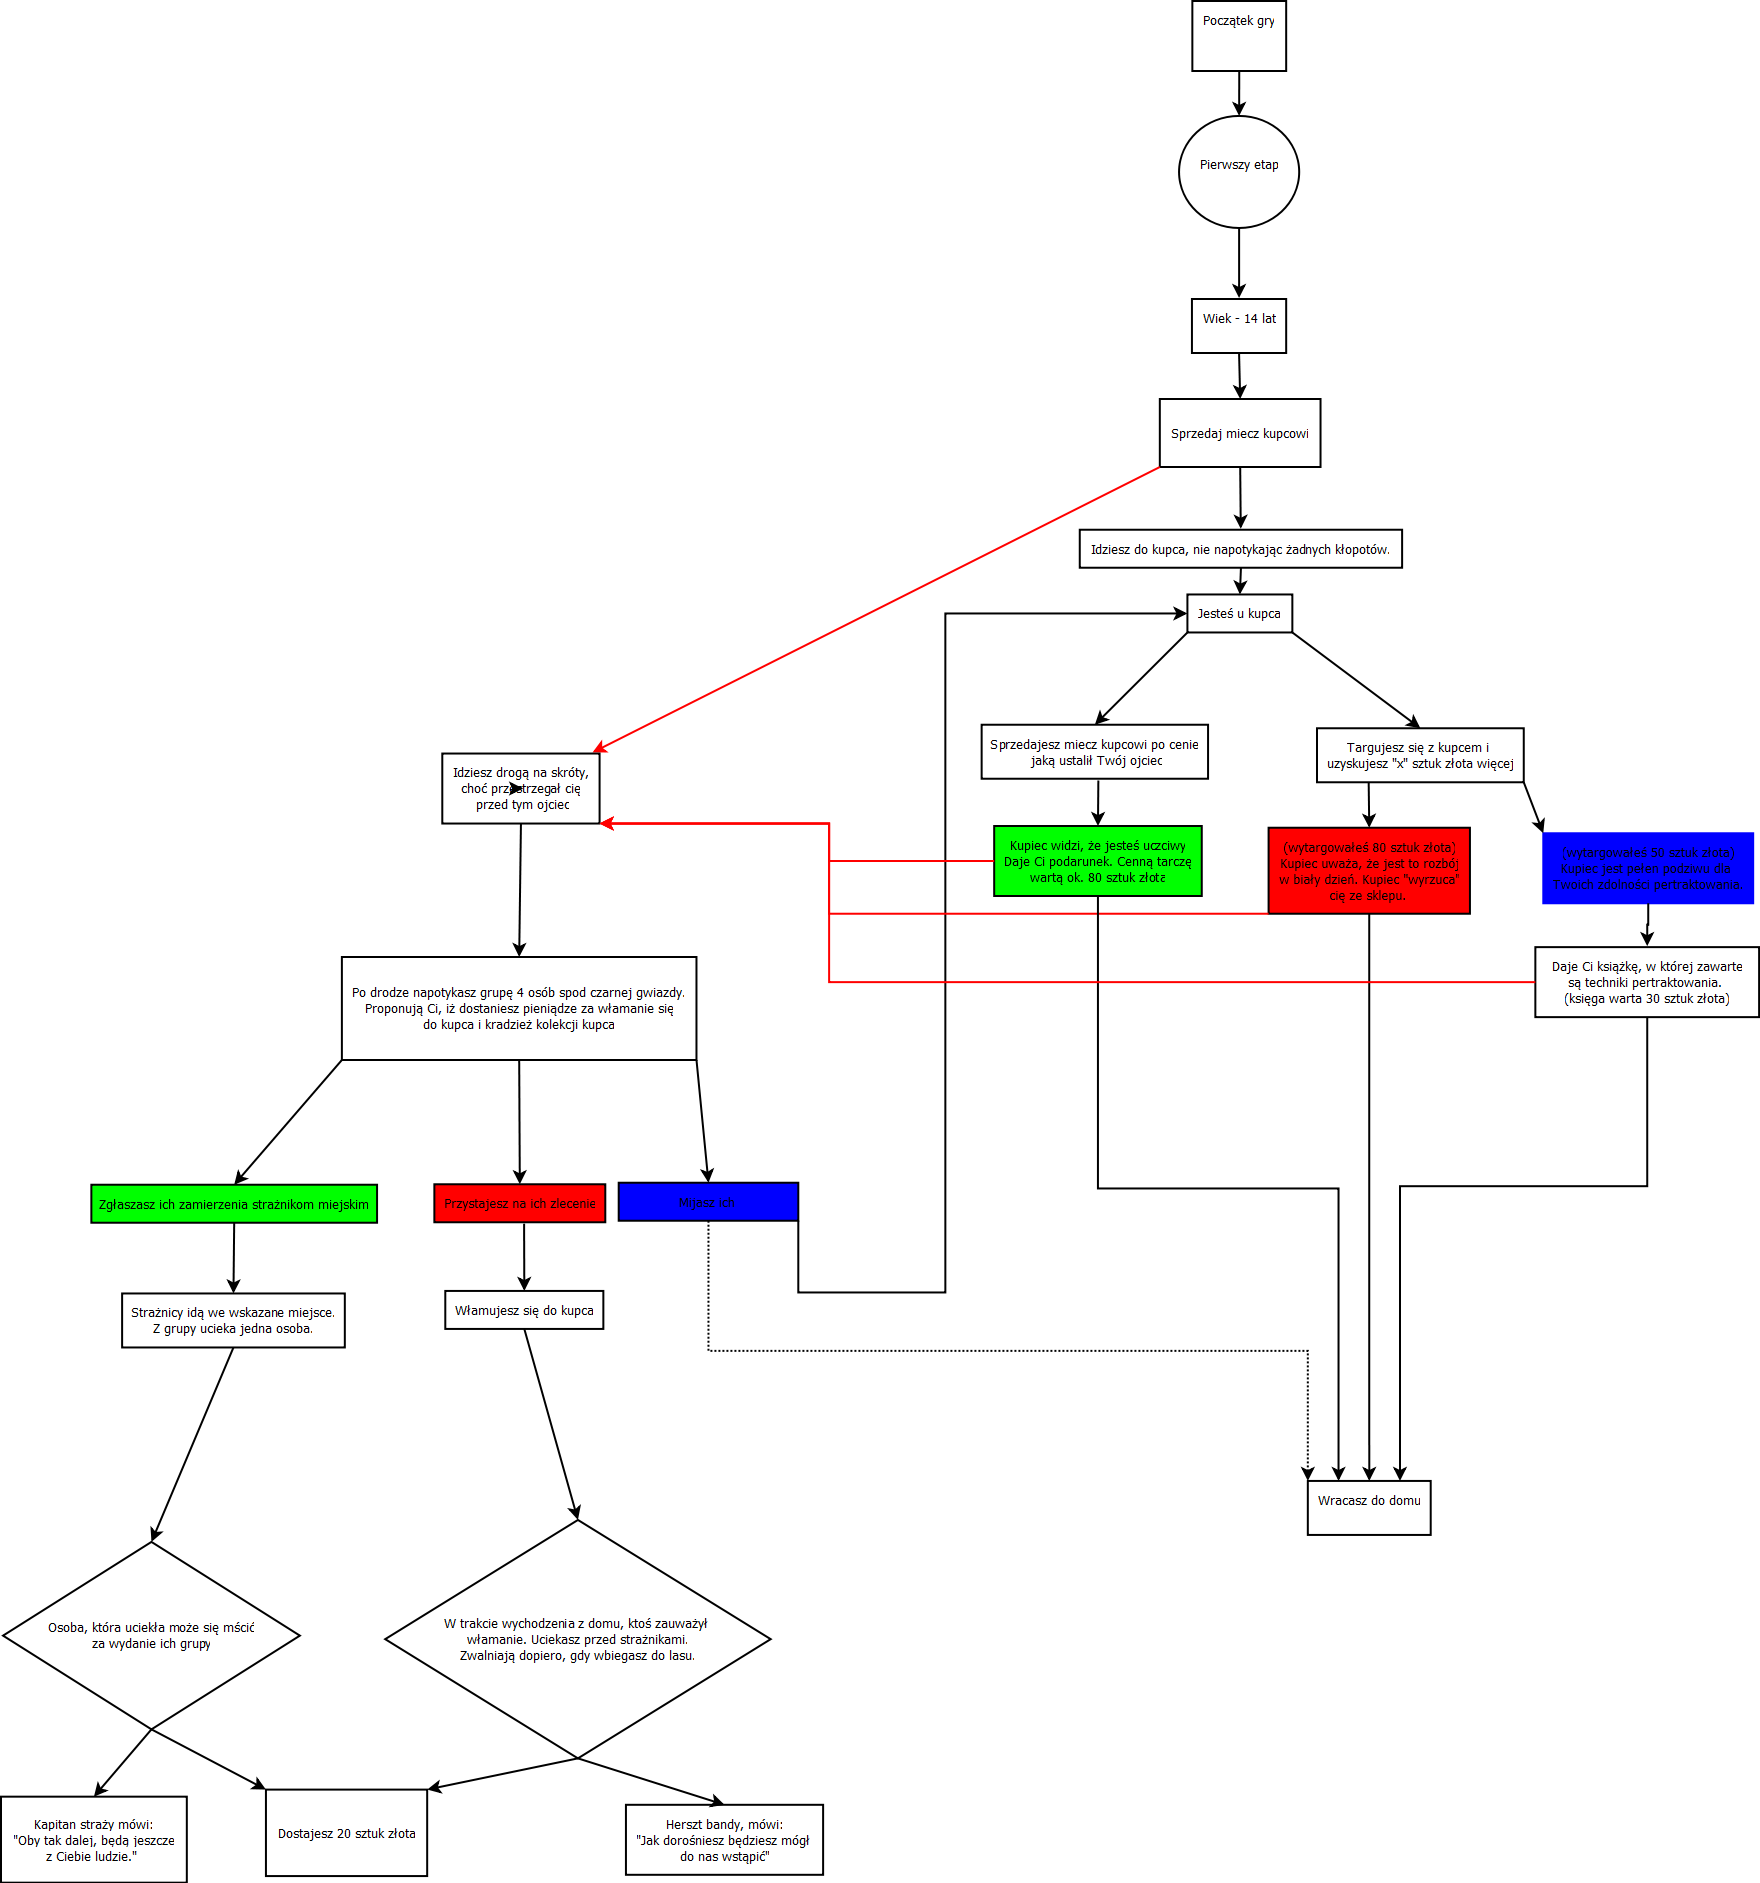 Początek gry
Pierwszy etap
Wiek - 14 lat
Sprzedaj miecz kupcowi
Idziesz do kupca, nie napotykając żadnych kłopotów.
Jesteś u kupca
Sprzedajesz miecz kupcowi po cenie
jaką ustalił Twój ojciec
Targujesz się z kupcem i
uzyskujesz "x" sztuk złota więcej
Idziesz drogą na skróty,
choć przestrzegał cię
przed tym ojciec
Kupiec widzi, że jesteś uczciwy
Daje Ci podarunek. Cenną tarczę
wartą ok. 80 sztuk złota
(wytargowałeś 80 sztuk złota)
Kupiec uważa, że jest to rozbój
w biały dzień. Kupiec "wyrzuca"
cię ze sklepu.
(wytargowałeś 50 sztuk złota)
Kupiec jest pełen podziwu dla
Twoich zdolności pertraktowania
Daje Ci książkę, w której zawarte
są techniki pertraktowania.
(księga warta 30 sztuk złota)
Po drodze napotykasz grupę 4 osób spod czarnej gwiazdy.
Proponują Ci, iż dostaniesz pieniądze za włamanie się
do kupca i kradzież kolekcji kupca
Zgłaszasz ich zamierzenia strażnikom miejskim
Przystajesz na ich zlecenie
Mijasz ich
Strażnicy idą we wskazane miejsce.
Z grupy ucieka jedna osoba.
Włamujesz się do kupca
Wracasz do domu
Osoba, która uciekła może się mścić
za wydanie ich grupy
W trakcie wychodzenia z domu, ktoś zauważył
włamanie. Uciekasz przed strażnikami.
Zwalniają dopiero, gdy wbiegasz do lasu.
Kapitan straży mówi:
"Oby tak dalej, będą jeszcze
z Ciebie ludzie."
Dostajesz 20 sztuk złota
Herszt bandy, mówi:
"Jak dorośniesz będziesz mógł
do nas wstąpić"